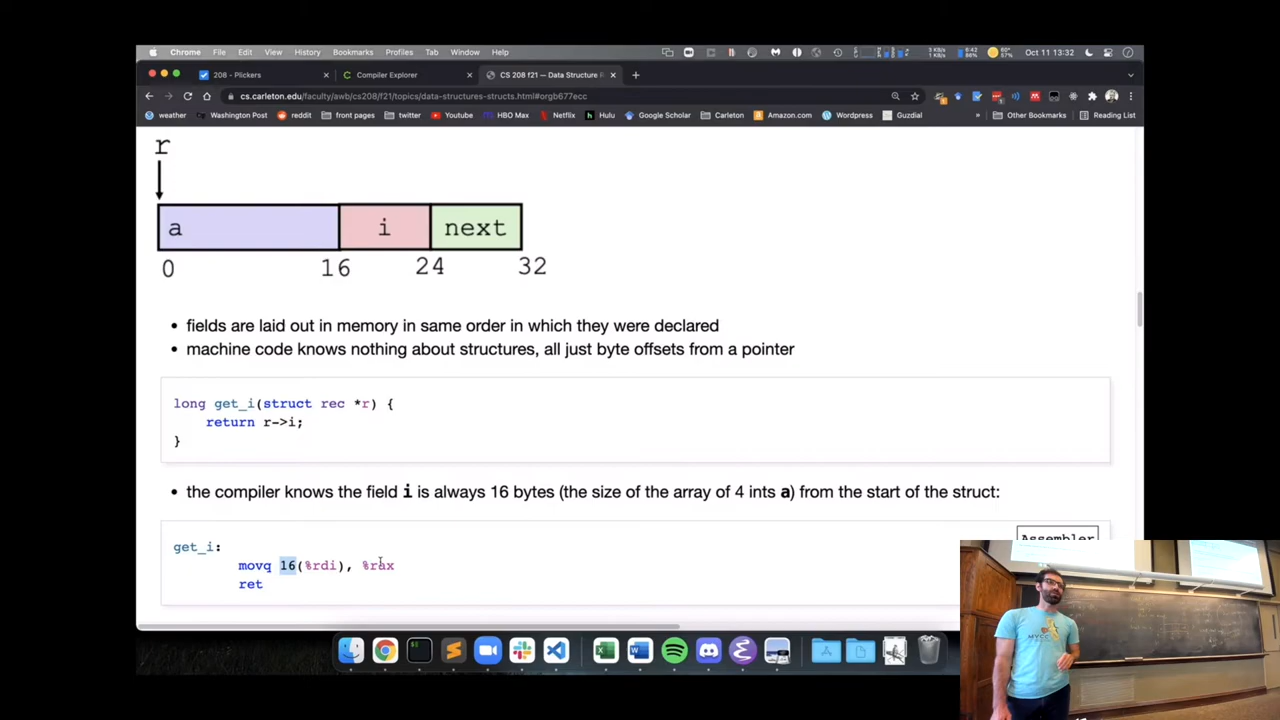 Chrome File Edit View History Bookmarks Profiles Tab Window Help Oct 11 13:32
208 - Plickers Compiler Explorer CS 208 f21 — Data Structure
cs.carleton.edu/faculty/awb/cs208/f21/topics/data-structures-structs.html#orgb677ecc
weather Washington Post reddit front pages twitter Youtube HBO Max Netflix Hulu Google Scholar Carleton Amazon.com Wordpress Guzdial » Other Bookmarks Reading List
r
a i next
0 16 24 32
• fields are laid out in memory in same order in which they were declared
• machine code knows nothing about structures, all just byte offsets from a pointer
long get_i(struct rec *r) {
return r->i;
}
• the compiler knows the field i is always 16 bytes (the size of the array of 4 ints a) from the start of the struct:
Assembler
get_i:
movq 16(%rdi), %rax
ret